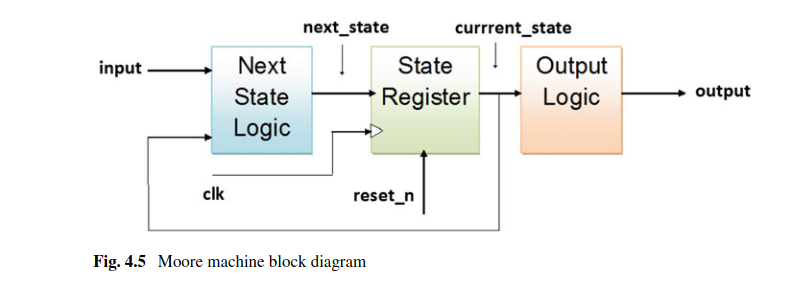 next_state
currrent_state
input
Next
State
Logic
State
Register
Output
Logic
output
clk
reset_n
Fig. 4.5 Moore machine block diagram